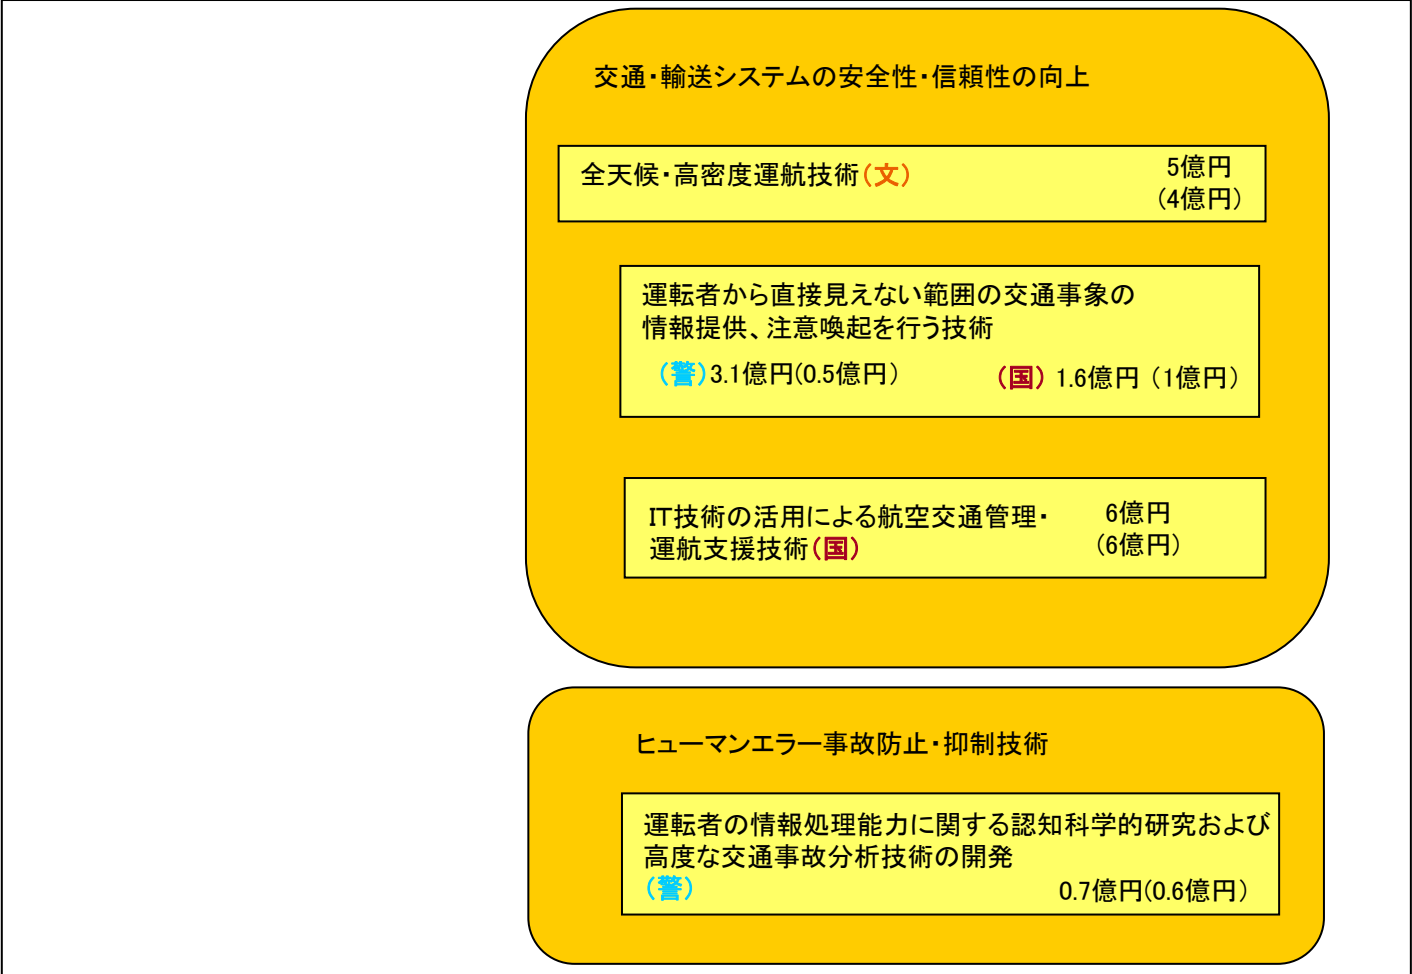 交通・輸送システムの安全性・信頼性の向上
全天候・高密度運航技術(文)
5億円
(4億円)
運転者から直接見えない範囲の交通事象の
情報提供、注意喚起を行う技術
(警)3.1億円(0.5億円)
(国) 1.6億円 (1億円)
IT技術の活用による航空交通管理・
運航支援技術(国)
6億円
(6億円)
ヒューマンエラー事故防止・抑制技術
運転者の情報処理能力に関する認知科学的研究および
高度な交通事故分析技術の開発
(警)
0.7億円(0.6億円)